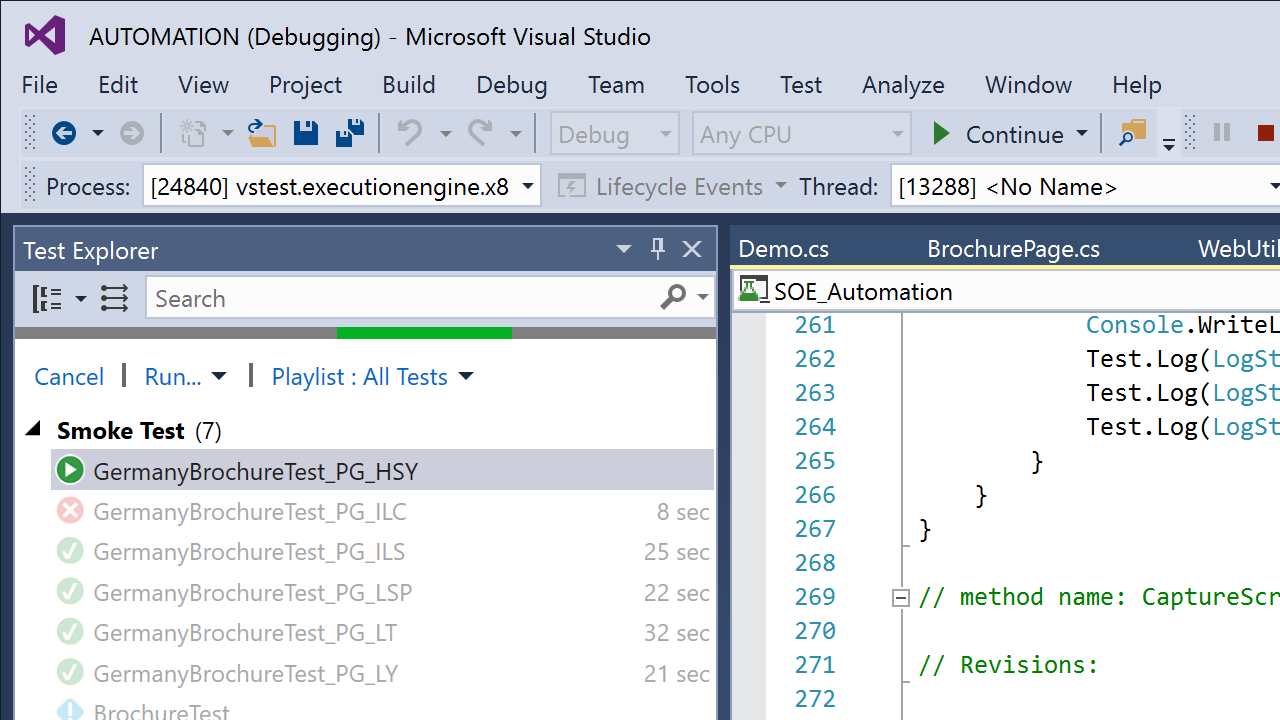 AUTOMATION (Debugging) - Microsoft Visual Studio
File Edit View Project Build Debug Team Tools Test Analyze Window Help
Debug Any CPU Continue
Process: [24840] vstest.executionengine.x8 Lifecycle Events Thread: [13288] <No Name>
Test Explorer
Search
Cancel | Run... | Playlist : All Tests
Smoke Test (7)
GermanyBrochureTest_PG_HSY
GermanyBrochureTest_PG_ILC 8 sec
GermanyBrochureTest_PG_ILS 25 sec
GermanyBrochureTest_PG_LSP 22 sec
GermanyBrochureTest_PG_LT 32 sec
GermanyBrochureTest_PG_LY 21 sec
BrochureTest
Demo.cs BrochurePage.cs WebUtil
SOE_Automation
261 Console.WriteL
262 Test.Log(LogSt
263 Test.Log(LogSt
264 Test.Log(LogSt
265 }
266 }
267 }
268
269 // method name: CaptureScr
270
271 // Revisions:
272